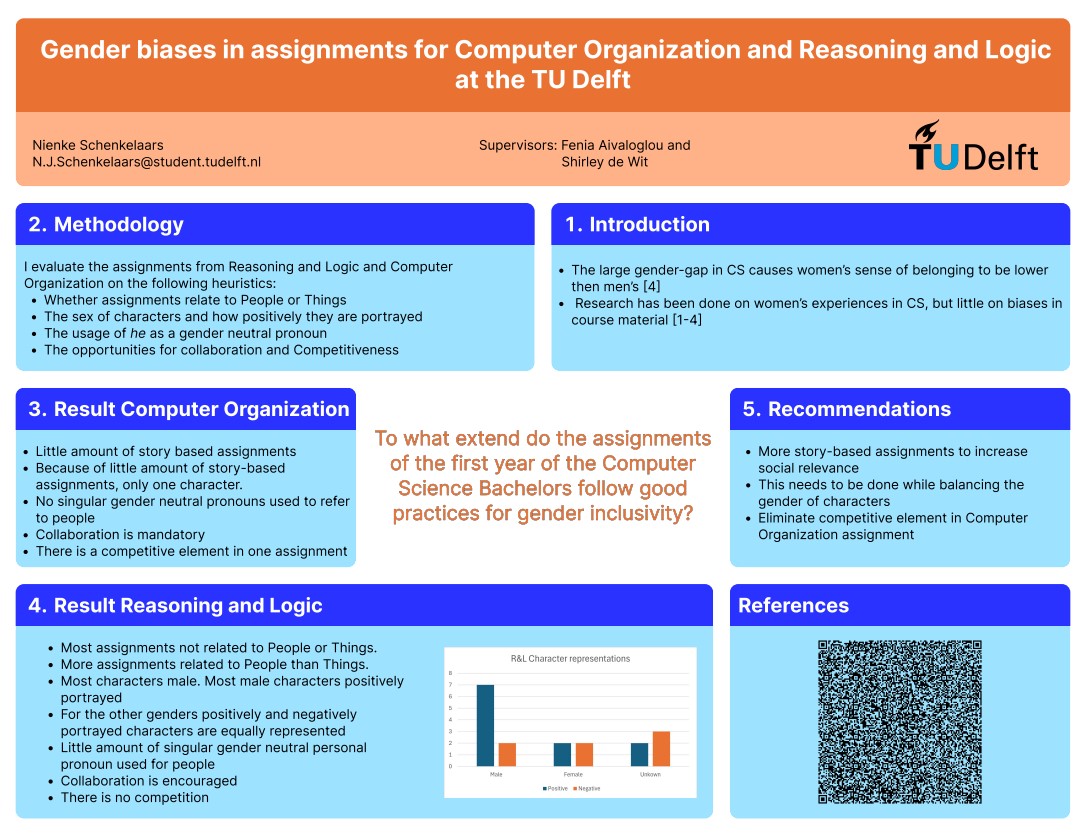 Gender biases in assignments for Computer Organization and Reasoning and Logic
at the TU Delft
Nienke Schenkelaars
N.J.Schenkelaars@student.tudelft.nl
Supervisors: Fenia Aivaloglou and
Shirley de Wit
TUDelft
2. Methodology
I evaluate the assignments from Reasoning and Logic and Computer
Organization on the following heuristics:
• Whether assignments relate to People or Things
• The sex of characters and how positively they are portrayed
• The usage of he as a gender neutral pronoun
• The opportunities for collaboration and Competitiveness
1. Introduction
• The large gender-gap in CS causes women's sense of belonging to be lower
then men's [4]
• Research has been done on women's experiences in CS, but little on biases in
course material [1-4]
3. Result Computer Organization
• Little amount of story based assignments
• Because of little amount of story-based
assignments, only one character.
• No singular gender neutral pronouns used to refer
to people
• Collaboration is mandatory
• There is a competitive element in one assignment
To what extend do the assignments
of the first year of the Computer
Science Bachelors follow good
practices for gender inclusivity?
5. Recommendations
• More story-based assignments to increase
social relevance
• This needs to be done while balancing the
gender of characters
• Eliminate competitive element in Computer
Organization assignment
4. Result Reasoning and Logic
• Most assignments not related to People or Things.
• More assignments related to People than Things.
• Most characters male. Most male characters positively
portrayed
• For the other genders positively and negatively
portrayed characters are equally represented
• Little amount of singular gender neutral personal
pronoun used for people
• Collaboration is encouraged
• There is no competition
R&L Character representations
8
7
6
5
4
3
2
1
0
Male Female Unkown
Positive Negative
References